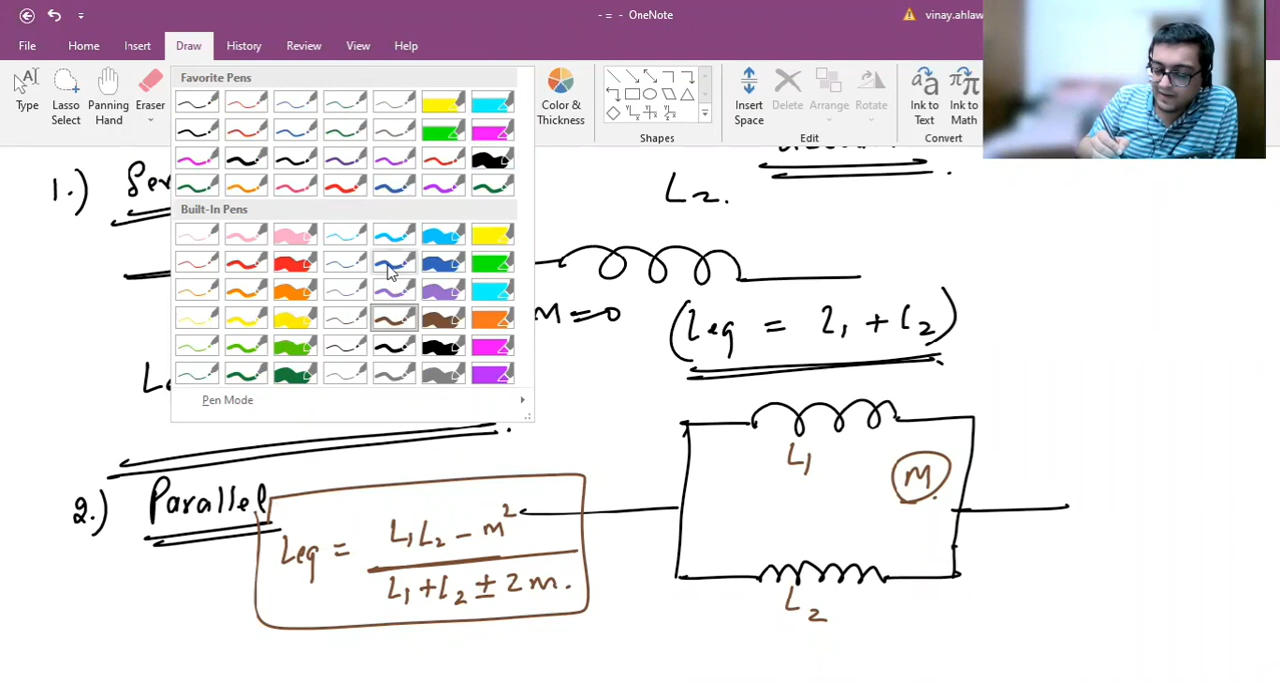 - = - OneNote
vinay.ahlaw
File Home Insert Draw History Review View Help
Type
Lasso Select
Panning Hand
Eraser
Favorite Pens
Built-In Pens
Pen Mode
Color & Thickness
Shapes
Insert Space
Delete
Arrange
Rotate
Edit
Ink to Text
Ink to Math
Convert
1.) Ser
L2.
M=0
(Leq = L1 + L2)
2.) Parallel
Leq = (L1L2 - M²)/(L1 + L2 ± 2M.)
L1
M
L2